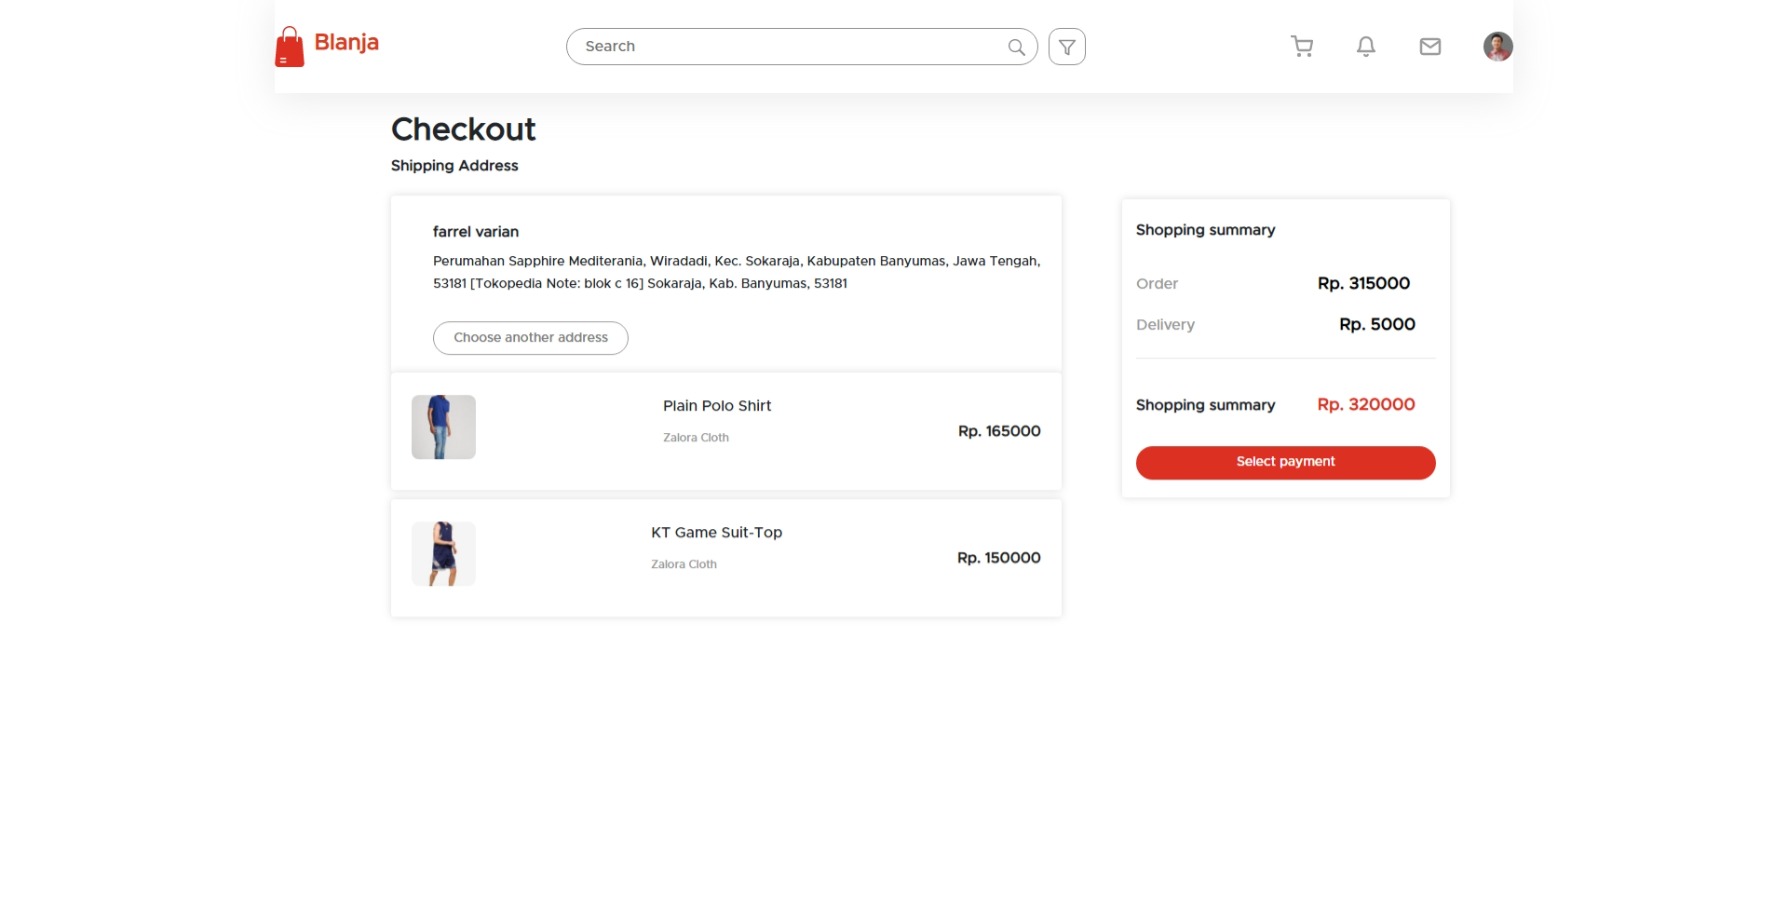 Blanja
Search
Checkout
Shipping Address
farrel varian
Perumahan Sapphire Mediterania, Wiradadi, Kec. Sokaraja, Kabupaten Banyumas, Jawa Tengah,
53181 [Tokopedia Note: blok c 16] Sokaraja, Kab. Banyumas, 53181
Choose another address
Plain Polo Shirt
Zalora Cloth
Rp. 165000
KT Game Suit-Top
Zalora Cloth
Rp. 150000
Shopping summary
Order Rp. 315000
Delivery Rp. 5000
Shopping summary Rp. 320000
Select payment